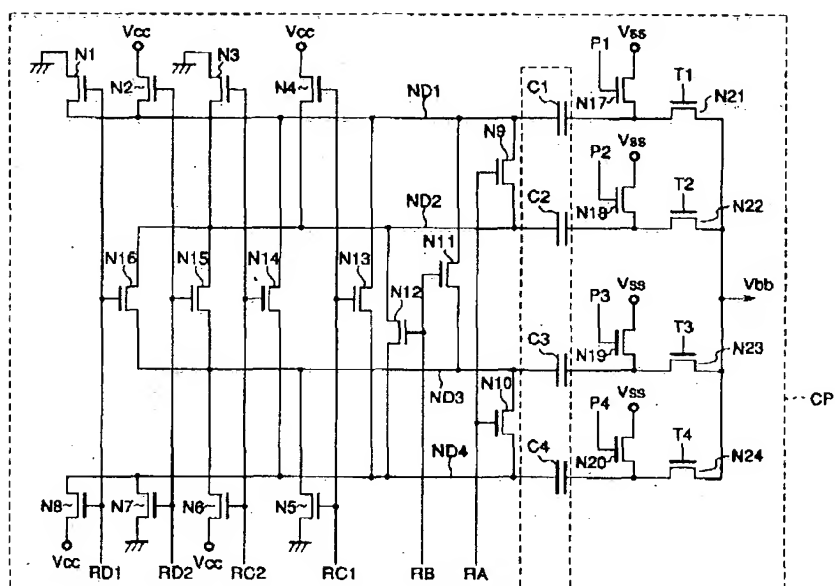 Vcc Vcc Vss
N1 N3 P1 T1
N2~ N4~ ND1 C1 N17 N21
N9 Vss
P2 T2
ND2 C2 N18 N22
N16 N15 N14 N13 N11
N12 Vss Vbb
P3 T3
C3 N19 N23
ND3 N10 Vss CP
P4 T4
ND4 C4 N20 N24
N8~ N7~ N6~ N5~
Vcc Vcc
RD1 RD2 RC2 RC1 RB RA